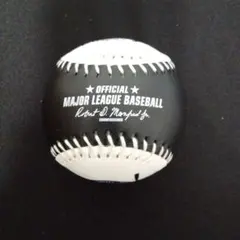 ★ OFFICIAL ★
MAJOR LEAGUE BASEBALL
Robert D. Manfred Jr.